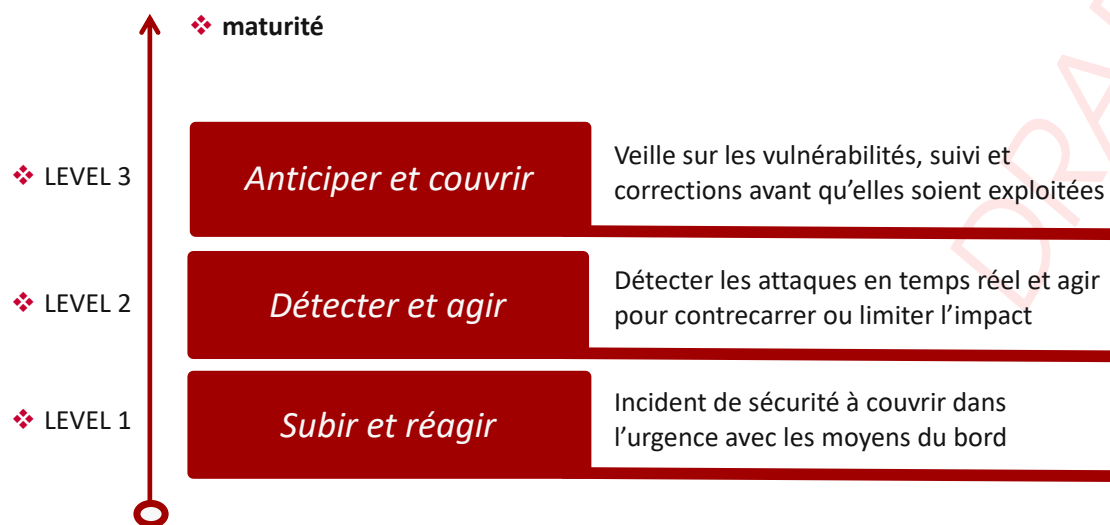 ❖ maturité
❖ LEVEL 3
Anticiper et couvrir
Veille sur les vulnérabilités, suivi et
corrections avant qu’elles soient exploitées
❖ LEVEL 2
Détecter et agir
Détecter les attaques en temps réel et agir
pour contrecarrer ou limiter l’impact
❖ LEVEL 1
Subir et réagir
Incident de sécurité à couvrir dans
l’urgence avec les moyens du bord